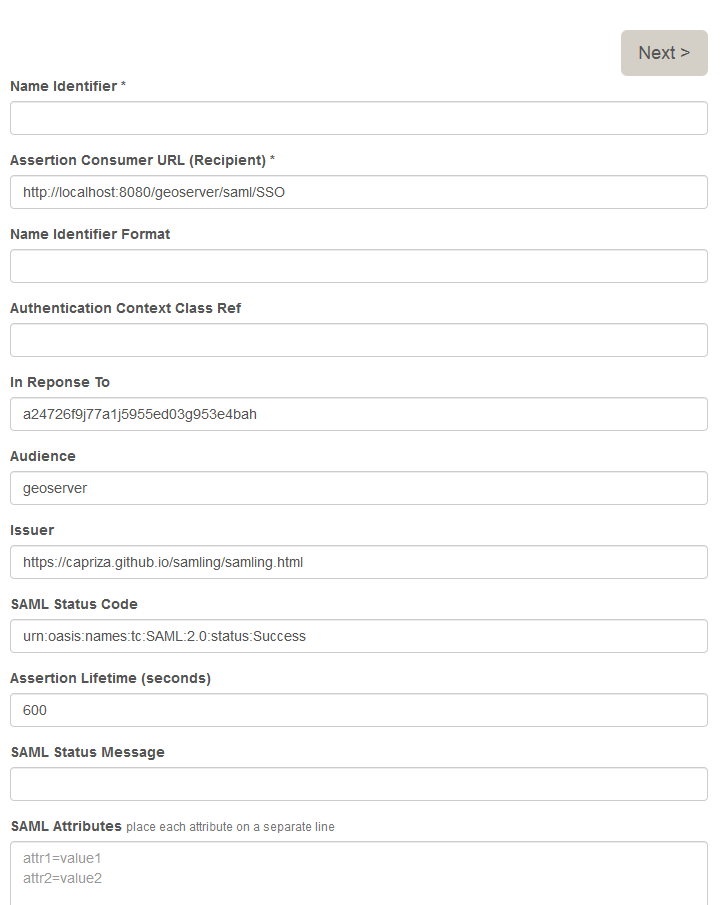 Next >
Name Identifier *
Assertion Consumer URL (Recipient) *
http://localhost:8080/geoserver/saml/SSO
Name Identifier Format
Authentication Context Class Ref
In Reponse To
a24726f9j77a1j5955ed03g953e4bah
Audience
geoserver
Issuer
https://capriza.github.io/samling/samling.html
SAML Status Code
urn:oasis:names:tc:SAML:2.0:status:Success
Assertion Lifetime (seconds)
600
SAML Status Message
SAML Attributes place each attribute on a separate line
attr1=value1
attr2=value2